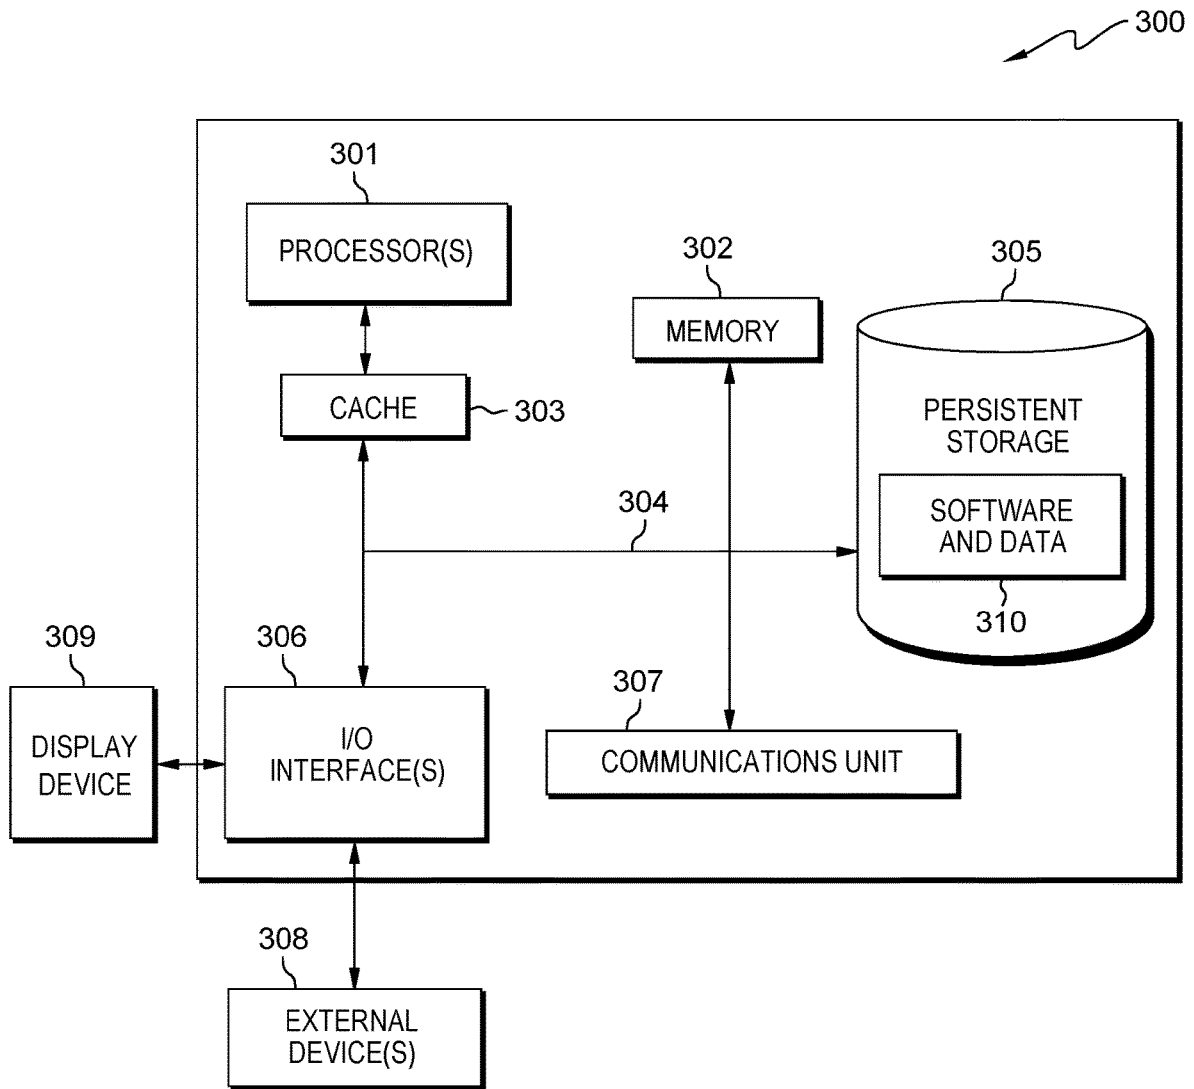 300
301
PROCESSOR(S)
302
MEMORY
305
CACHE
303
PERSISTENT
STORAGE
304
SOFTWARE
AND DATA
310
309
306
307
DISPLAY
DEVICE
I/O
INTERFACE(S)
COMMUNICATIONS UNIT
308
EXTERNAL
DEVICE(S)